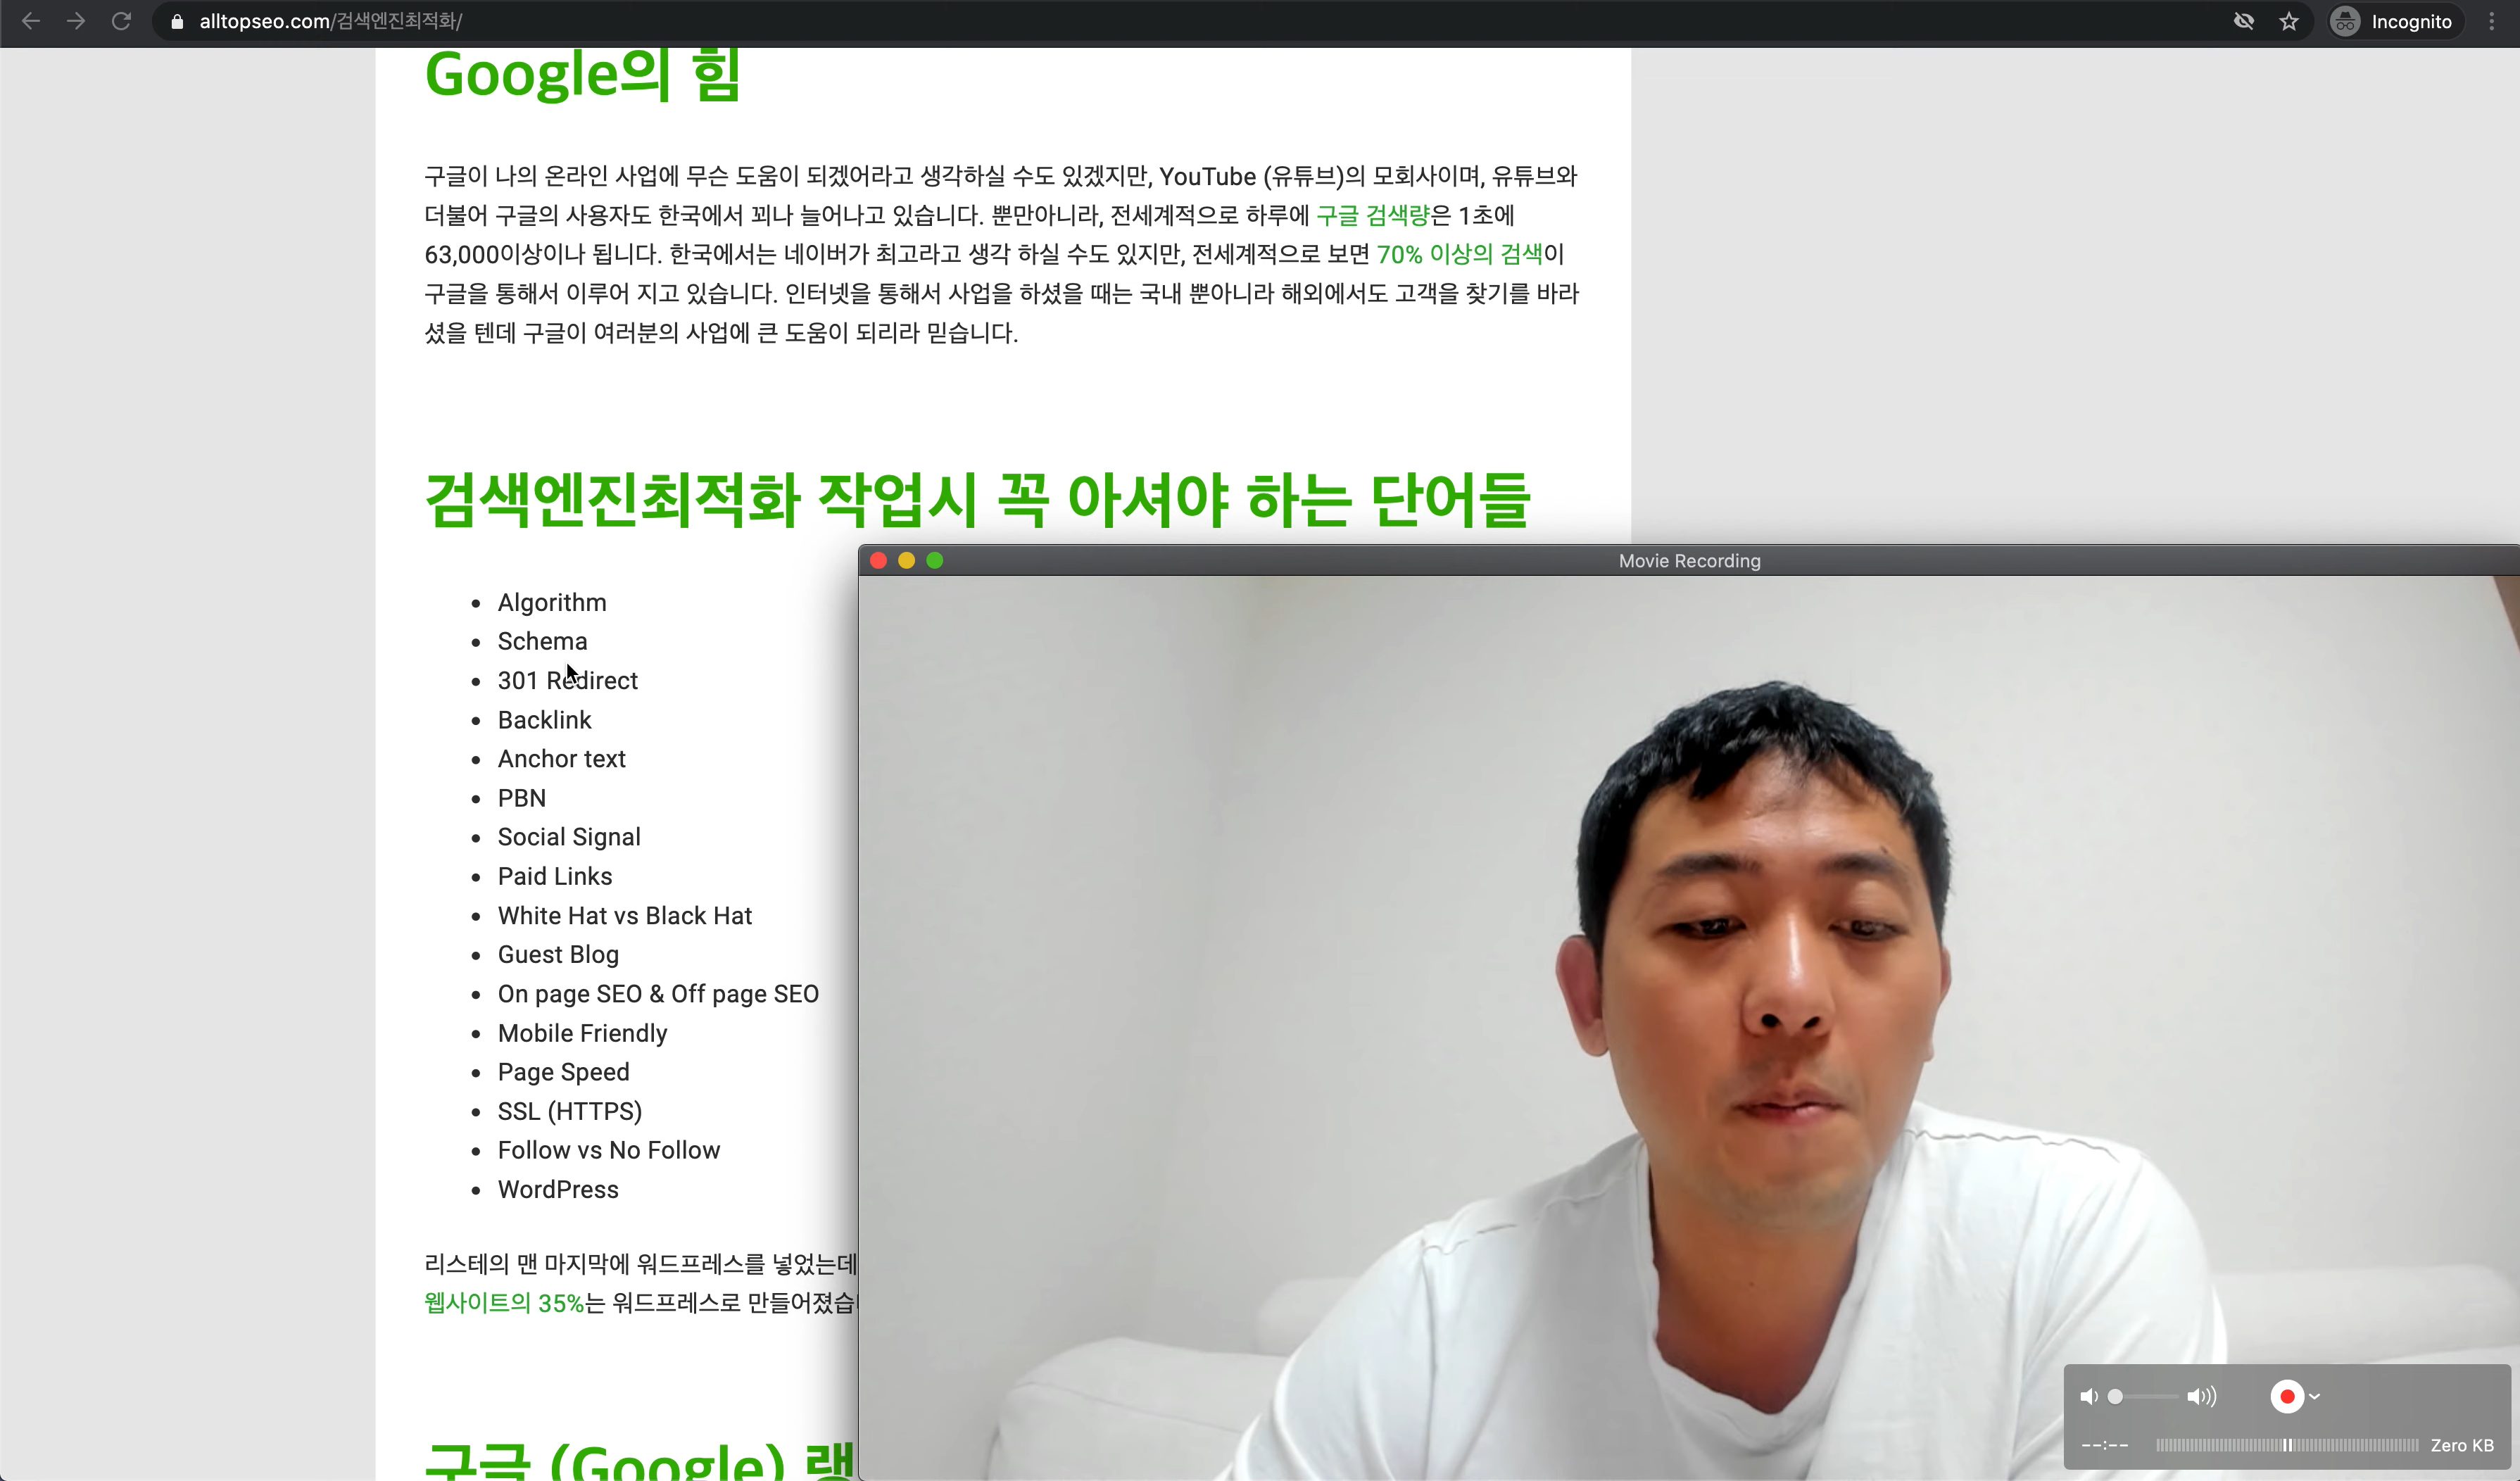 alltopseo.com/검색엔진최적화/
Incognito
Google의 힘
구글이 나의 온라인 사업에 무슨 도움이 되겠어라고 생각하실 수도 있겠지만, YouTube (유튜브)의 모회사이며, 유튜브와
더불어 구글의 사용자도 한국에서 꾀나 늘어나고 있습니다. 뿐만아니라, 전세계적으로 하루에 구글 검색량은 1초에
63,000이상이나 됩니다. 한국에서는 네이버가 최고라고 생각 하실 수도 있지만, 전세계적으로 보면 70% 이상의 검색이
구글을 통해서 이루어 지고 있습니다. 인터넷을 통해서 사업을 하셨을 때는 국내 뿐아니라 해외에서도 고객을 찾기를 바라
셨을 텐데 구글이 여러분의 사업에 큰 도움이 되리라 믿습니다.
검색엔진최적화 작업시 꼭 아셔야 하는 단어들
Movie Recording
Algorithm
Schema
301 Redirect
Backlink
Anchor text
PBN
Social Signal
Paid Links
White Hat vs Black Hat
Guest Blog
On page SEO & Off page SEO
Mobile Friendly
Page Speed
SSL (HTTPS)
Follow vs No Follow
WordPress
리스테의 맨 마지막에 워드프레스를 넣었는데
웹사이트의 35%는 워드프레스로 만들어졌습
구글 (Google) 랭
--:--
Zero KB